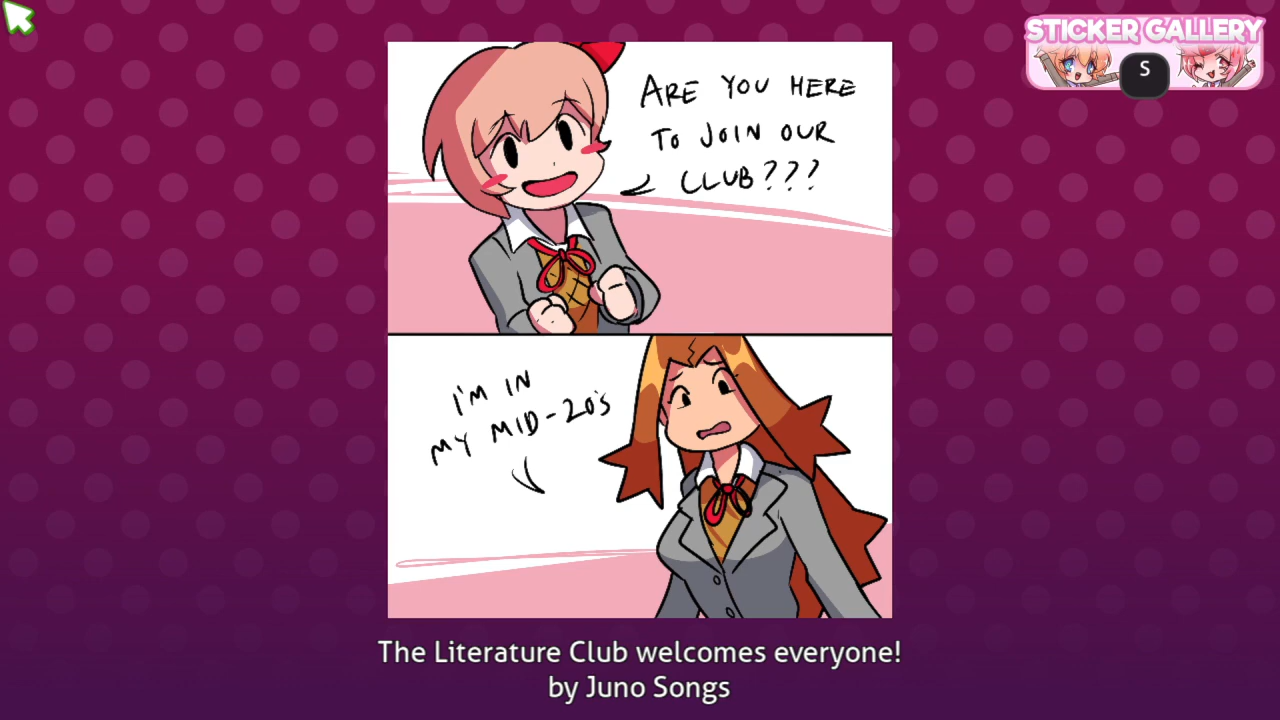 STICKER GALLERY
S
ARE YOU HERE
TO JOIN OUR
CLUB???
I'M IN
MY MID-20'S
The Literature Club welcomes everyone!
by Juno Songs